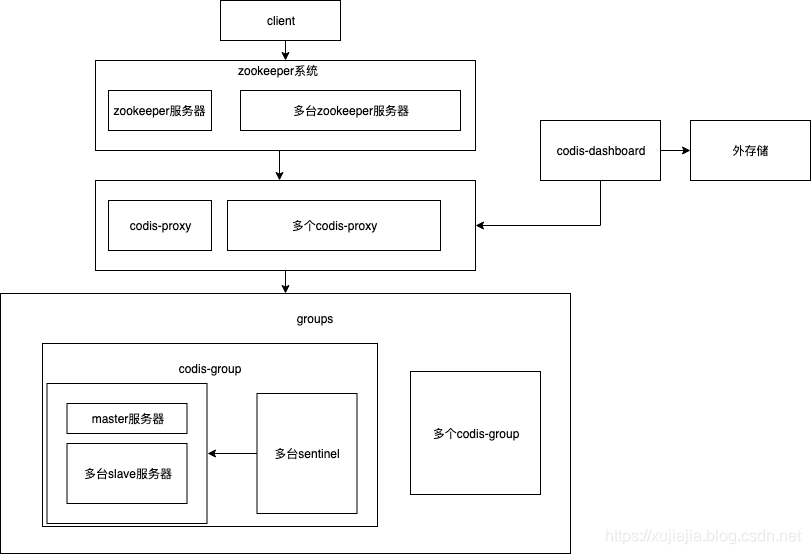 client
zookeeper系统
zookeeper服务器
多台zookeeper服务器
codis-dashboard
外存储
codis-proxy
多个codis-proxy
groups
codis-group
master服务器
多台slave服务器
多台sentinel
多个codis-group
https://xujiajia.blog.csdn.net